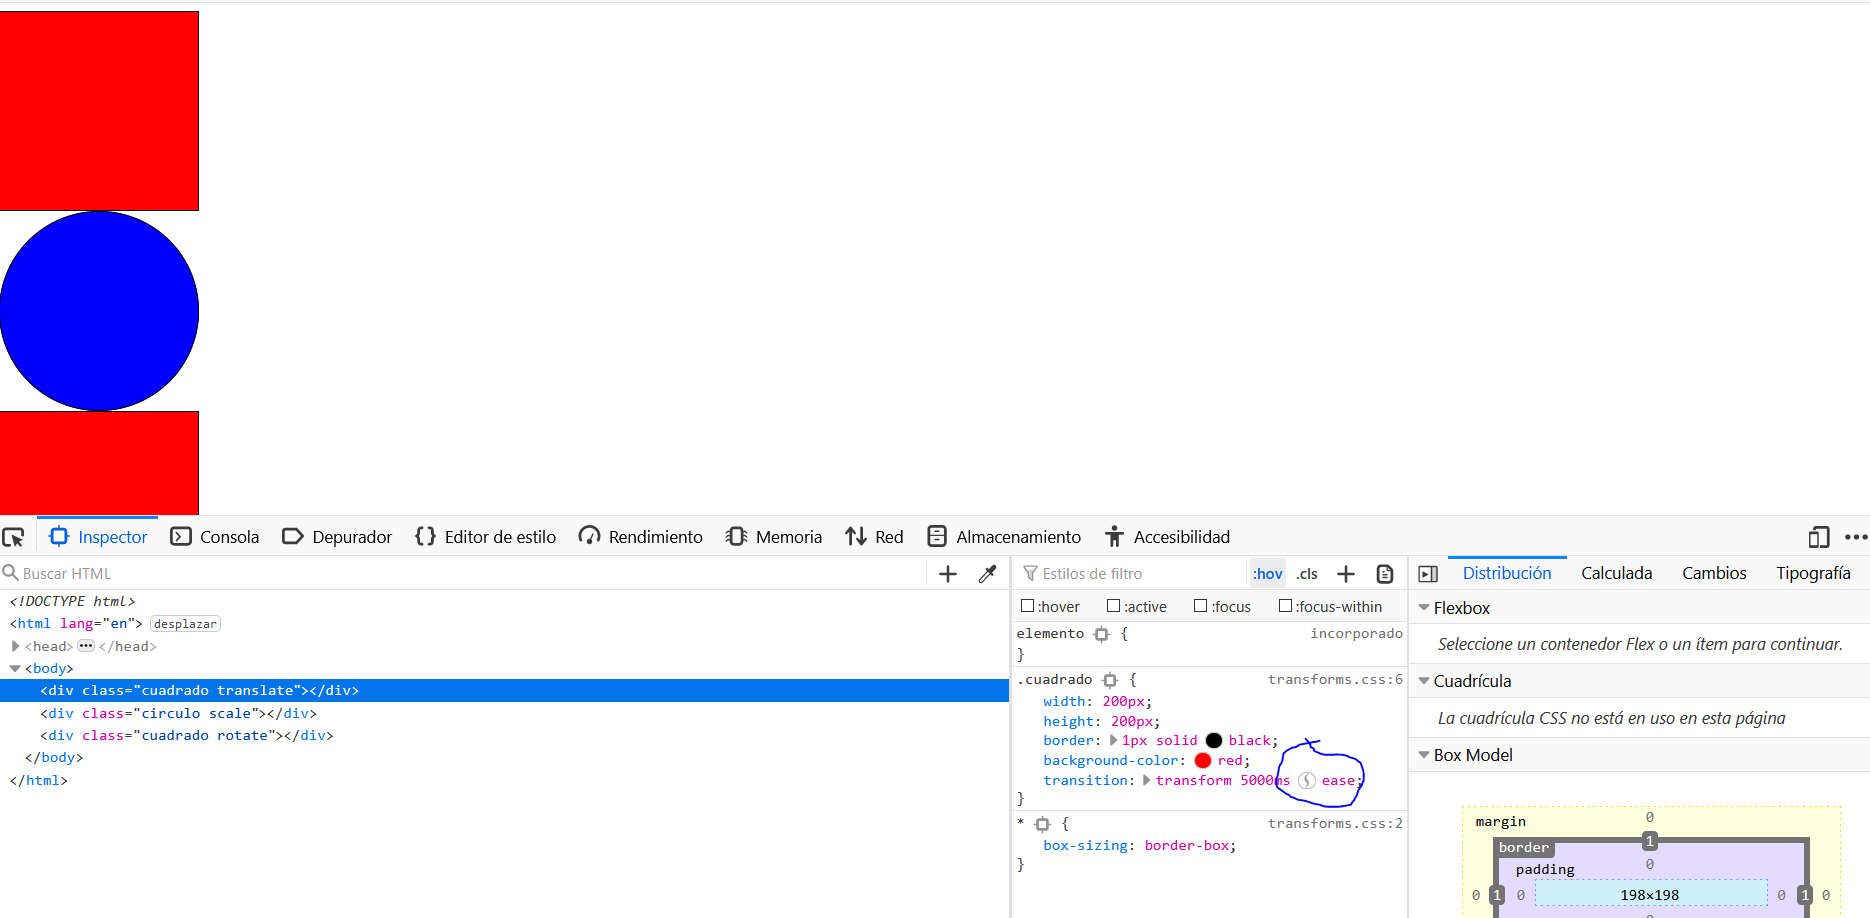 Inspector Consola Depurador Editor de estilo Rendimiento Memoria Red Almacenamiento Accesibilidad
Buscar HTML
<!DOCTYPE html>
<html lang="en"> desplazar
<head> ••• </head>
<body>
<div class="cuadrado translate"></div>
<div class="circulo scale"></div>
<div class="cuadrado rotate"></div>
</body>
</html>
Estilos de filtro :hov .cls
:hover :active :focus :focus-within
elemento { incorporado
}
.cuadrado { transforms.css:6
width: 200px;
height: 200px;
border: 1px solid black;
background-color: red;
transition: transform 5000ms ease;
}
* { transforms.css:2
box-sizing: border-box;
}
Distribución Calculada Cambios Tipografía
Flexbox
Seleccione un contenedor Flex o un ítem para continuar.
Cuadrícula
La cuadrícula CSS no está en uso en esta página
Box Model
margin 0
border 1
padding 0
0 1 0 198×198 0 1 0